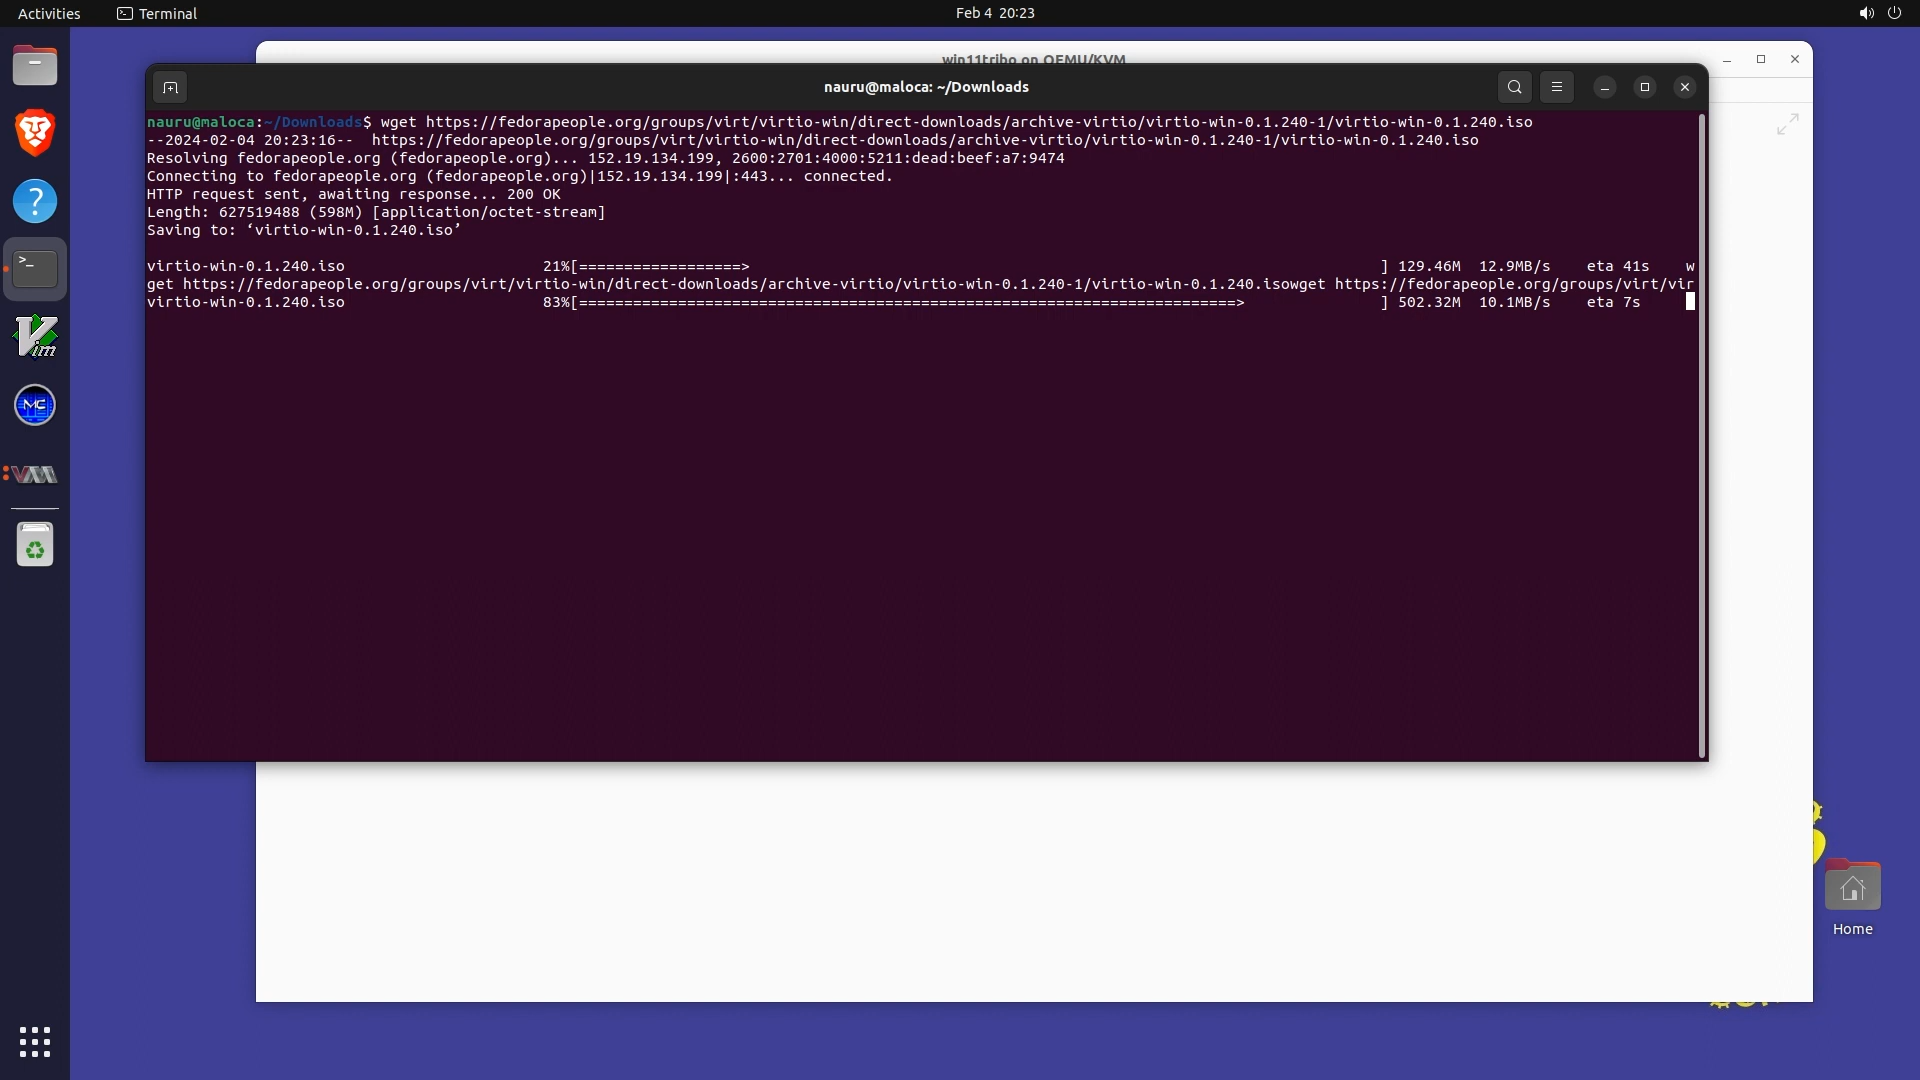 Activities
Terminal
Feb 4 20:23
win11tribo on QEMU/KVM
nauru@maloca: ~/Downloads
nauru@maloca:~/Downloads$ wget https://fedorapeople.org/groups/virt/virtio-win/direct-downloads/archive-virtio/virtio-win-0.1.240-1/virtio-win-0.1.240.iso
--2024-02-04 20:23:16--  https://fedorapeople.org/groups/virt/virtio-win/direct-downloads/archive-virtio/virtio-win-0.1.240-1/virtio-win-0.1.240.iso
Resolving fedorapeople.org (fedorapeople.org)... 152.19.134.199, 2600:2701:4000:5211:dead:beef:a7:9474
Connecting to fedorapeople.org (fedorapeople.org)|152.19.134.199|:443... connected.
HTTP request sent, awaiting response... 200 OK
Length: 627519488 (598M) [application/octet-stream]
Saving to: ‘virtio-win-0.1.240.iso’
virtio-win-0.1.240.iso 21%[==================> ] 129.46M 12.9MB/s eta 41s w
get https://fedorapeople.org/groups/virt/virtio-win/direct-downloads/archive-virtio/virtio-win-0.1.240-1/virtio-win-0.1.240.isowget https://fedorapeople.org/groups/virt/vir
virtio-win-0.1.240.iso 83%[=========================================================================> ] 502.32M 10.1MB/s eta 7s
>_
?
Vim
MC
VMM
Home